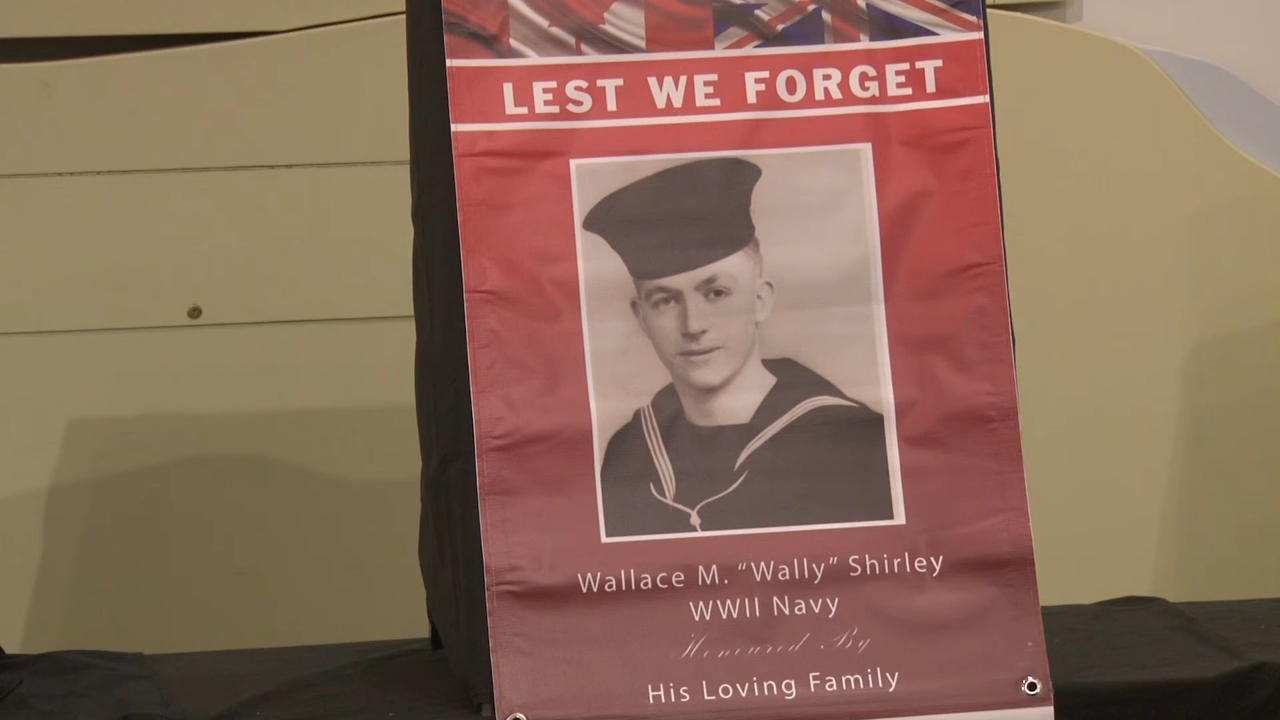 LEST WE FORGET
Wallace M. “Wally” Shirley
WWII Navy
Honoured By
His Loving Family